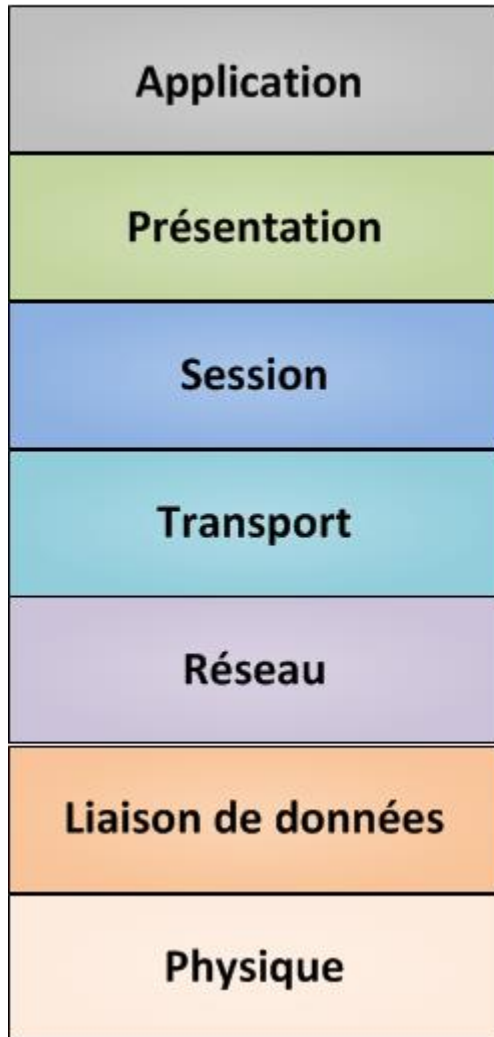 Application
Présentation
Session
Transport
Réseau
Liaison de données
Physique